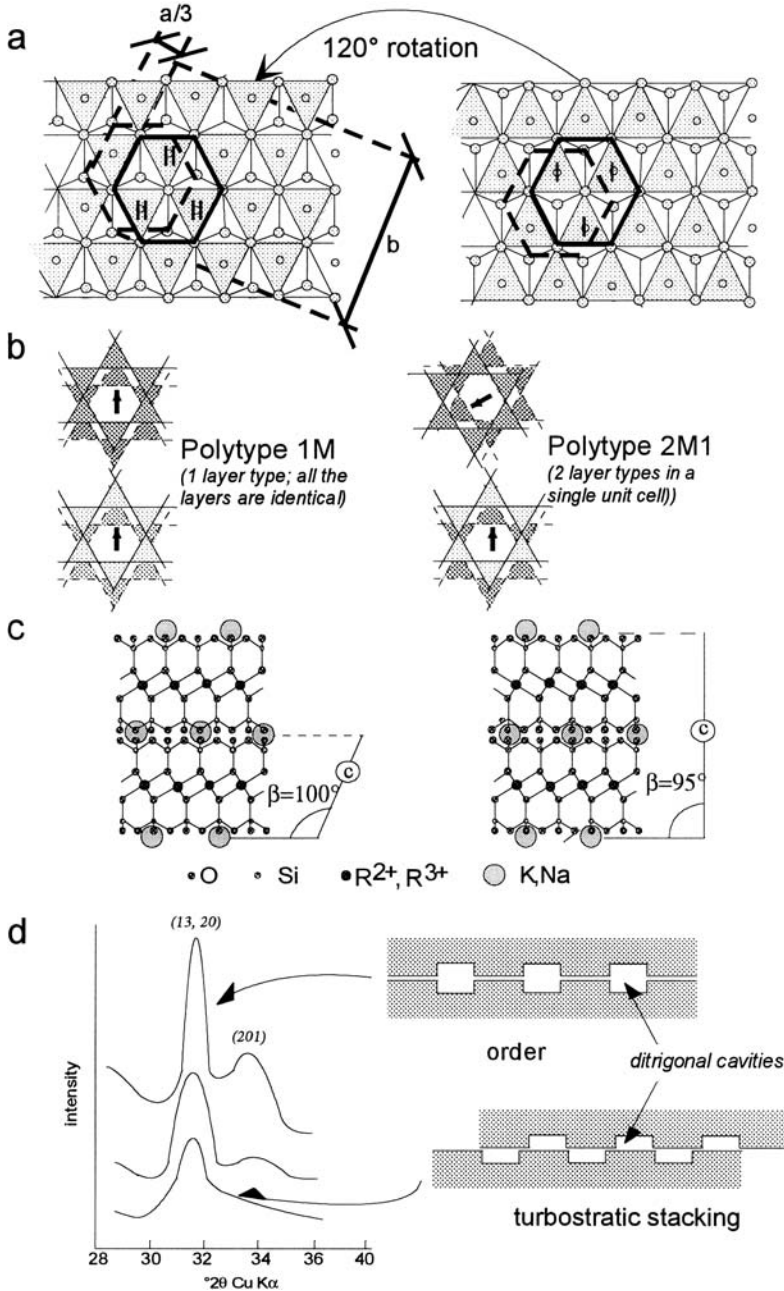 a
a/3
120° rotation
b
b
Polytype 1M
(1 layer type; all the
layers are identical)
Polytype 2M1
(2 layer types in a
single unit cell))
c
β=100°
c
β=95°
c
O
Si
R2+, R3+
K,Na
d
(13, 20)
(201)
intensity
28
30
32
34
36
38
40
°2θ Cu Kα
order
ditrigonal cavities
turbostratic stacking